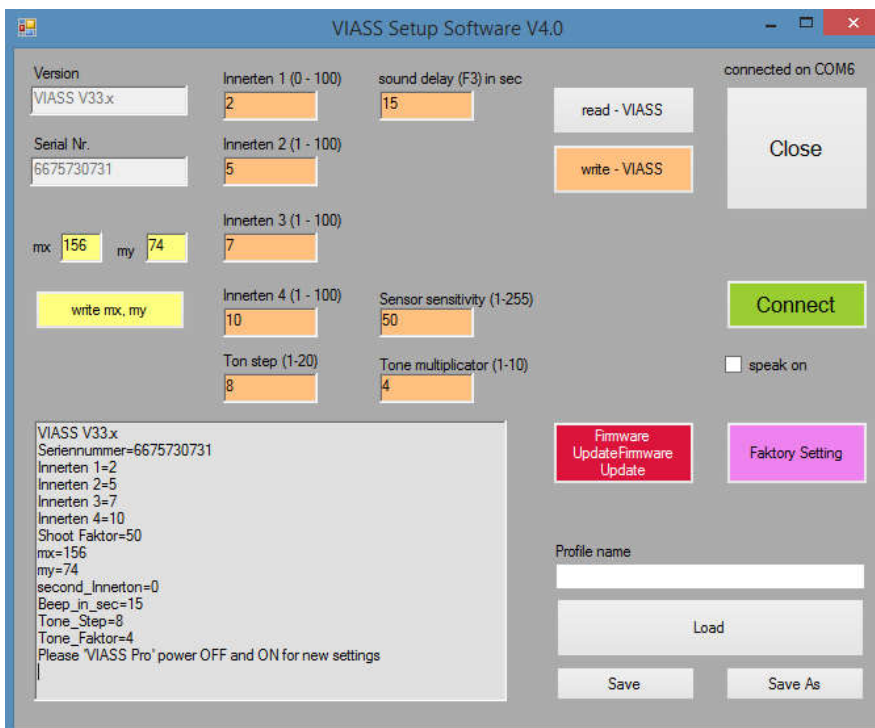 VIASS Setup Software V4.0
Version
VIASS V33.x
Serial Nr.
6675730731
mx 156 my 74
write mx, my
Innerten 1 (0 - 100)
2
Innerten 2 (1 - 100)
5
Innerten 3 (1 - 100)
7
Innerten 4 (1 - 100)
10
Ton step (1-20)
8
sound delay (F3) in sec
15
Sensor sensitivity (1-255)
50
Tone multiplicator (1-10)
4
read - VIASS
write - VIASS
connected on COM6
Close
Connect
speak on
VIASS V33.x
Seriennummer=6675730731
Innerten 1=2
Innerten 2=5
Innerten 3=7
Innerten 4=10
Shoot Faktor=50
mx=156
my=74
second_Innerton=0
Beep_in_sec=15
Tone_Step=8
Tone_Faktor=4
Please 'VIASS Pro' power OFF and ON for new settings
Firmware
UpdateFirmware
Update
Faktory Setting
Profile name
Load
Save
Save As